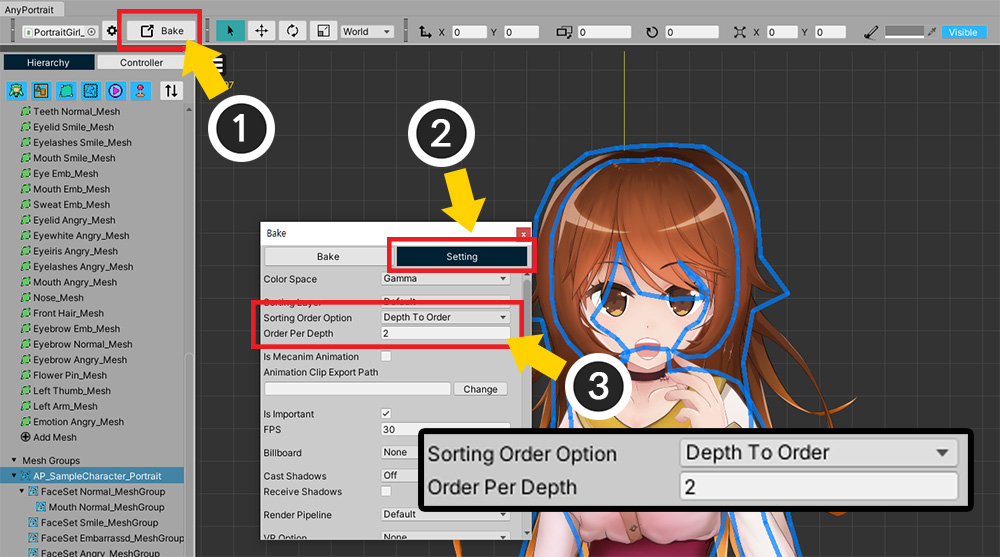 AnyPortrait
PortraitGirl_
Bake
World
X 0 Y 0
0
0
X 0 Y 0
Visible
Hierarchy
Controller
1
2
Teeth Normal_Mesh
Eyelid Smile_Mesh
Eyelashes Smile_Mesh
Mouth Smile_Mesh
Eye Emb_Mesh
Mouth Emb_Mesh
Sweat Emb_Mesh
Eyelid Angry_Mesh
Eyewhite Angry_Mesh
Eyeiris Angry_Mesh
Eyelashes Angry_Mesh
Mouth Angry_Mesh
Nose_Mesh
Front Hair_Mesh
Eyebrow Emb_Mesh
Eyebrow Normal_Mesh
Eyebrow Angry_Mesh
Flower Pin_Mesh
Left Thumb_Mesh
Left Arm_Mesh
Emotion Angry_Mesh
Add Mesh
Mesh Groups
AP_SampleCharacter_Portrait
FaceSet Normal_MeshGroup
Mouth Normal_MeshGroup
FaceSet Smile_MeshGroup
FaceSet Embarrassd_MeshGroup
FaceSet Angry_MeshGroup
Bake
x
Bake
Setting
Color Space Gamma
Sorting Layer Default
Sorting Order Option Depth To Order
Order Per Depth 2
3
Is Mecanim Animation
Animation Clip Export Path
Change
Is Important
FPS 30
Billboard None
Cast Shadows Off
Receive Shadows
Render Pipeline Default
VR Option None
Sorting Order Option Depth To Order
Order Per Depth 2